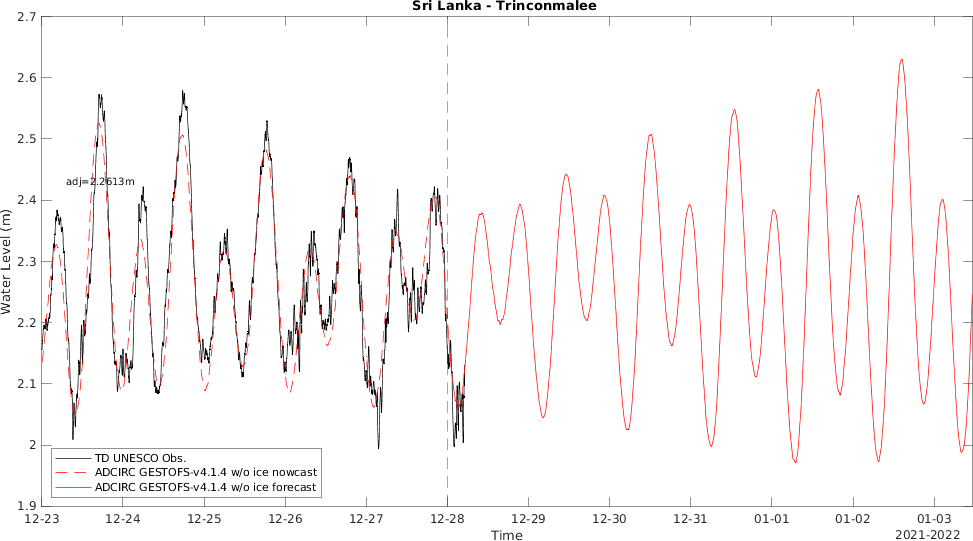 Sri Lanka - Trinconmalee
2.7
2.6
2.5
2.4
2.3
2.2
2.1
2
1.9
Water Level (m)
adj=2.2613m
TD UNESCO Obs.
ADCIRC GESTOFS-v4.1.4 w/o ice nowcast
ADCIRC GESTOFS-v4.1.4 w/o ice forecast
12-23 12-24 12-25 12-26 12-27 12-28 12-29 12-30 12-31 01-01 01-02 01-03
Time
2021-2022